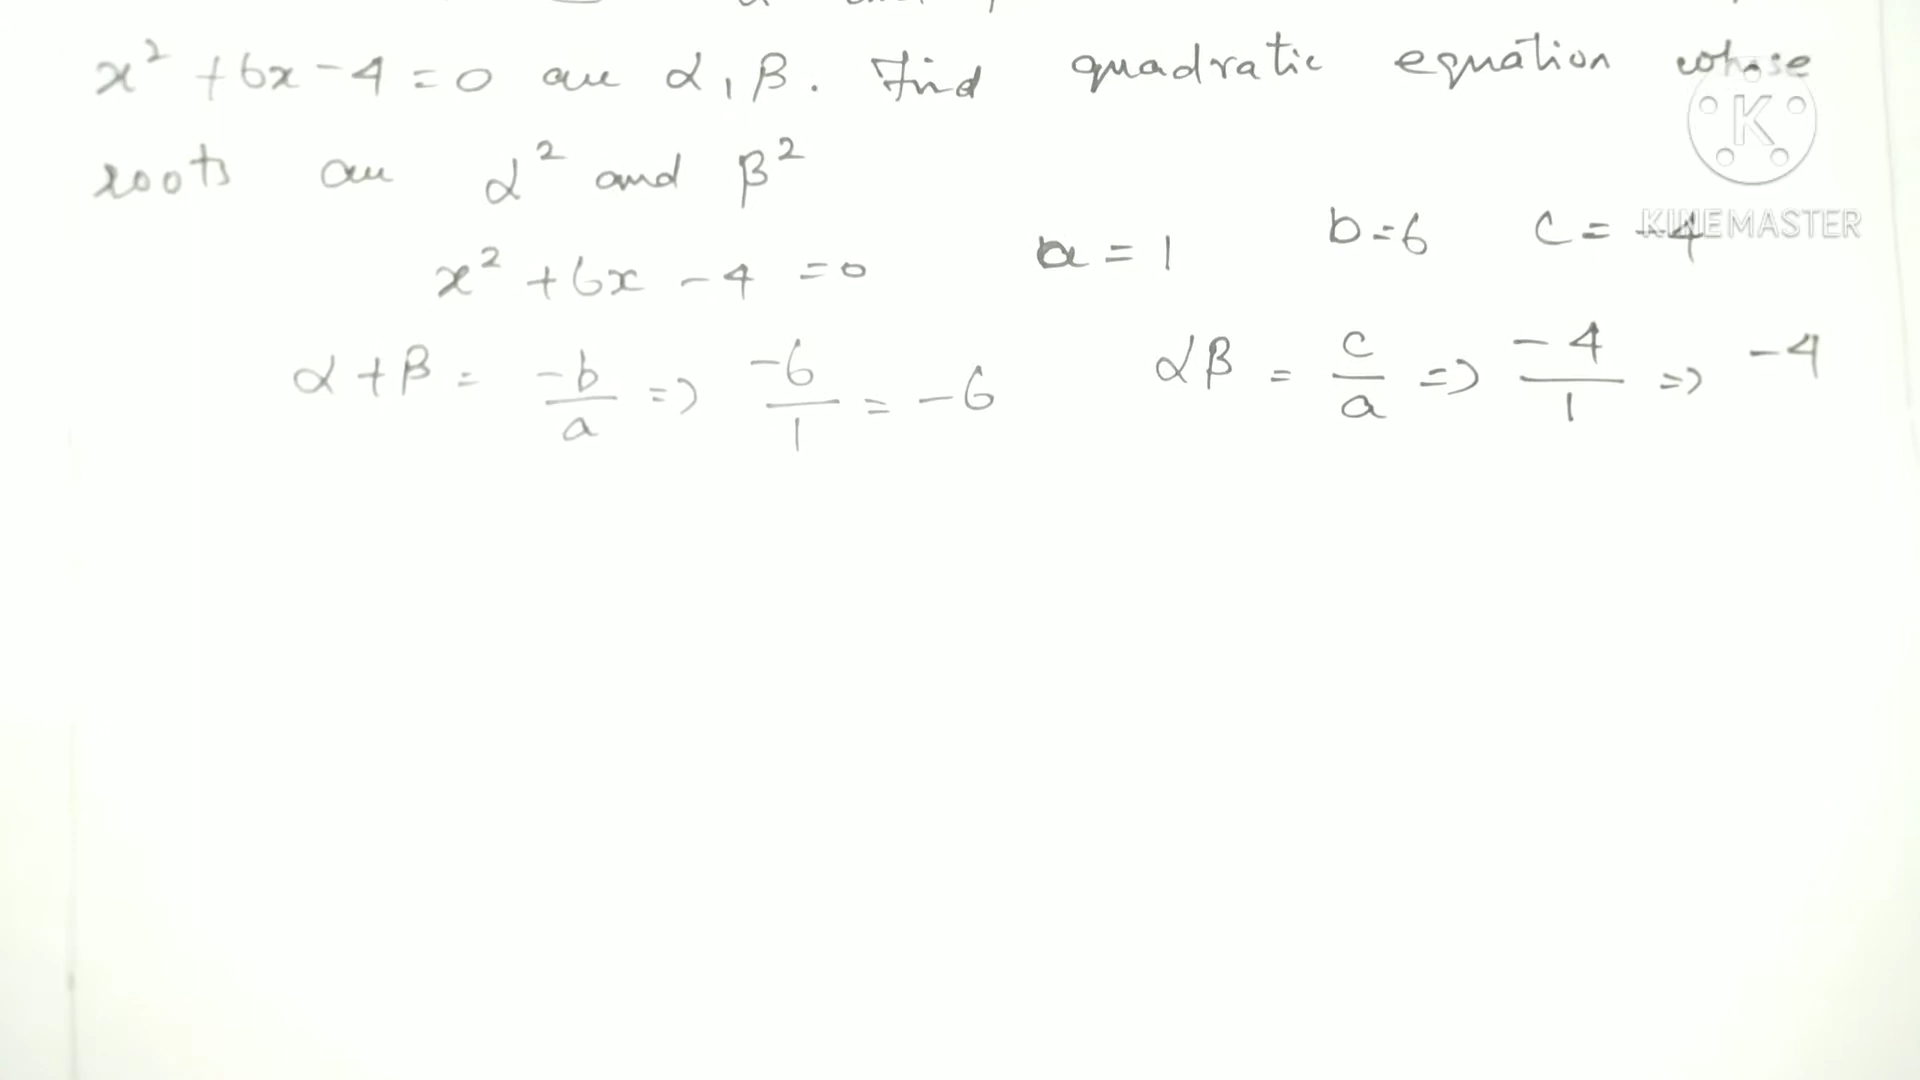 x² + 6x - 4 = 0 are α, β. Find quadratic equation whose
roots are α² and β²
x² + 6x - 4 = 0 a = 1 b = 6 c = -4
KINEMASTER
α + β = -b/a => -6/1 = -6 αβ = c/a => -4/1 => -4